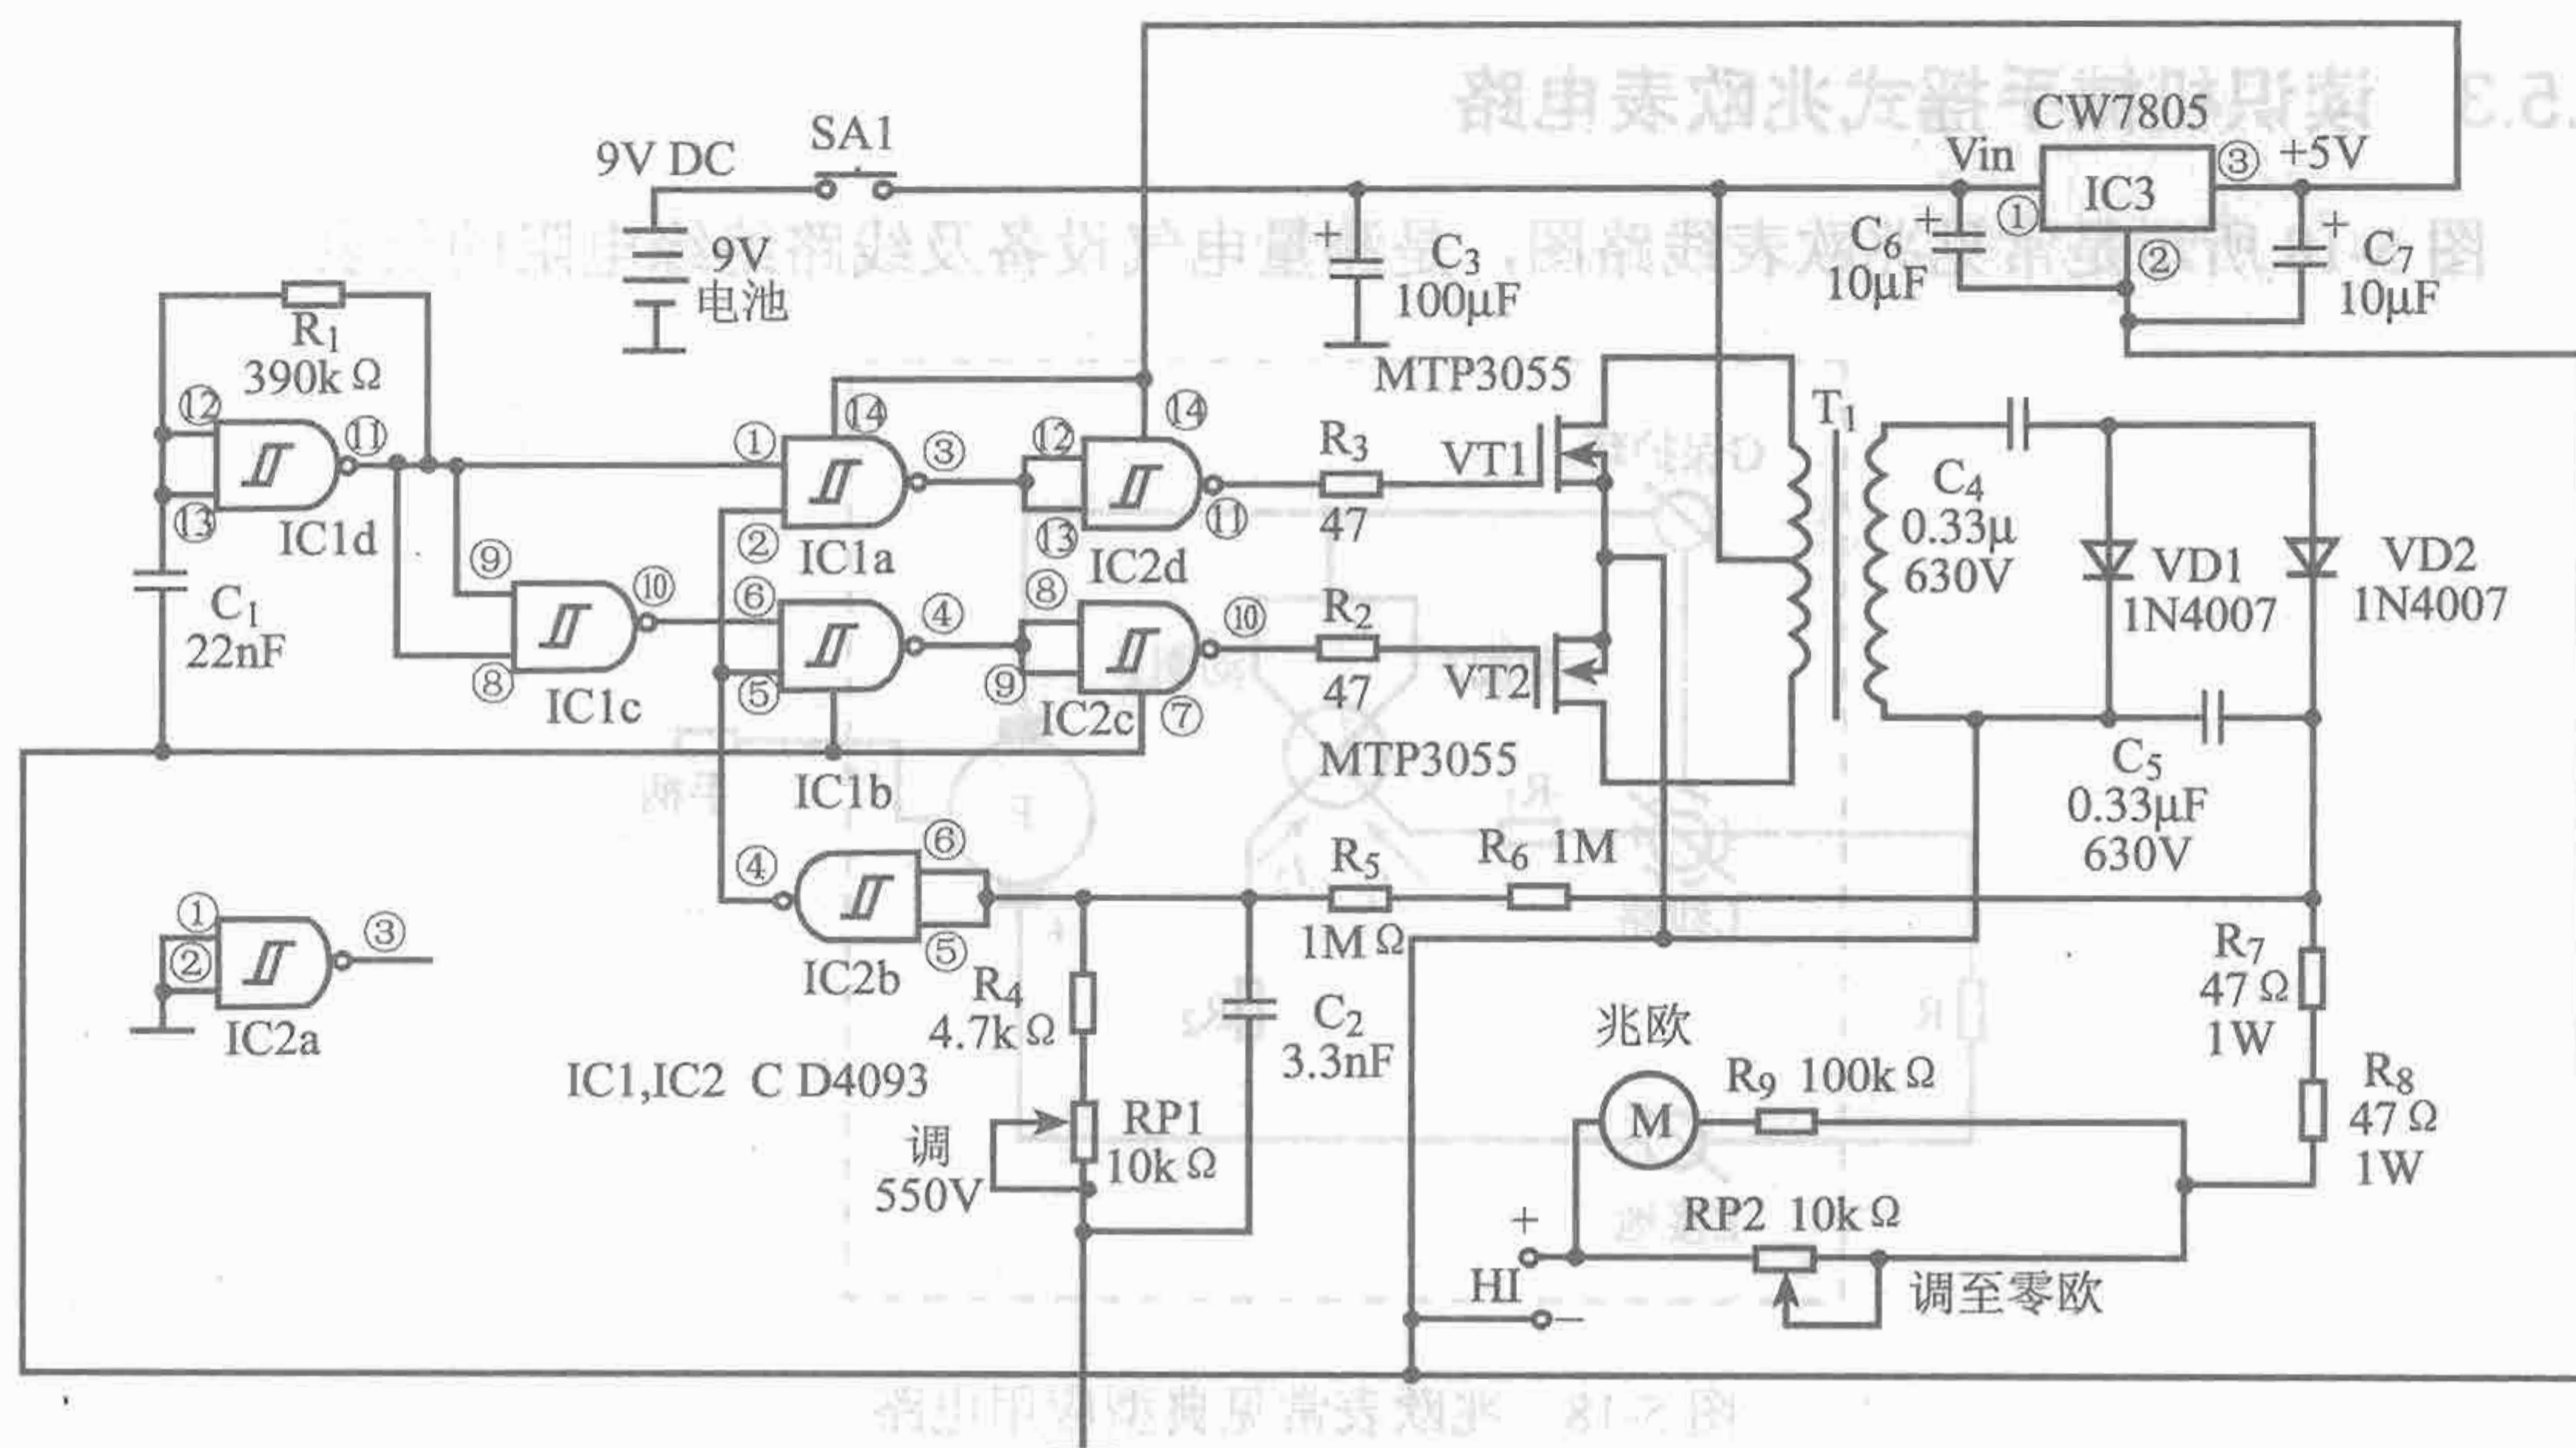 9V DC
SA1
9V
电池
R1
390kΩ
⑫
⑬
⑪
IC1d
C1
22nF
⑨
⑧
⑩
IC1c
①
②
⑭
③
IC1a
⑥
⑤
④
IC1b
⑫
⑬
⑭
⑪
IC2d
⑧
⑨
⑩
⑦
IC2c
C3
100μF
+
MTP3055
R3
47
VT1
R2
47
VT2
MTP3055
T1
Vin
CW7805
IC3
①
②
③
+5V
+
C6
10μF
+
C7
10μF
C4
0.33μ
630V
VD1
1N4007
VD2
1N4007
C5
0.33μF
630V
④
⑥
⑤
IC2b
①
②
③
IC2a
R4
4.7kΩ
IC1,IC2 C D4093
调
550V
RP1
10kΩ
C2
3.3nF
R5
1MΩ
R6 1M
R7
47Ω
1W
R8
47Ω
1W
兆欧
M
R9 100kΩ
RP2 10kΩ
调至零欧
+
HI
−